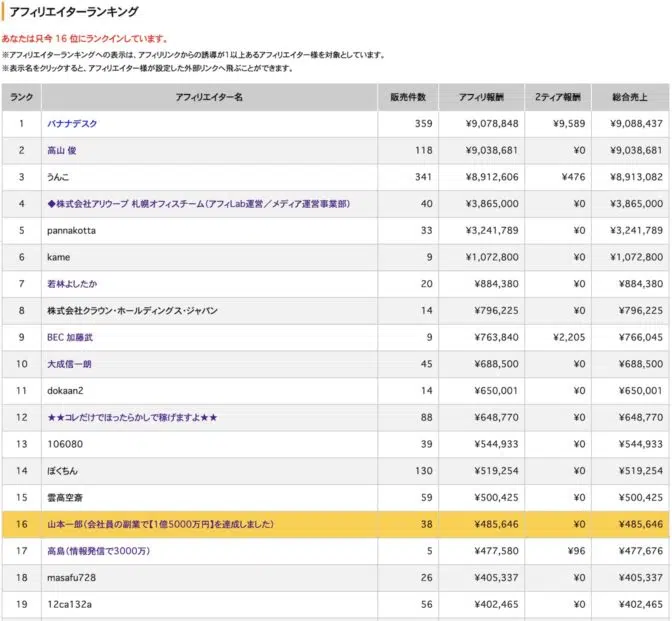 アフィリエイターランキング
あなたは只今 16 位にランクインしています。
※アフィリエイターランキングへの表示は、アフィリリンクからの誘導が1以上あるアフィリエイター様を対象としています。
※表示名をクリックすると、アフィリエイター様が設定した外部リンクへ飛ぶことができます。
ランク アフィリエイター名 販売件数 アフィリ報酬 2ティア報酬 総合売上
1 バナナデスク 359 ¥9,078,848 ¥9,589 ¥9,088,437
2 高山 俊 118 ¥9,038,681 ¥0 ¥9,038,681
3 うんこ 341 ¥8,912,606 ¥476 ¥8,913,082
4 ◆株式会社アリウープ 札幌オフィスチーム(アフィLab運営/メディア運営事業部) 40 ¥3,865,000 ¥0 ¥3,865,000
5 pannakotta 33 ¥3,241,789 ¥0 ¥3,241,789
6 kame 9 ¥1,072,800 ¥0 ¥1,072,800
7 若林よしたか 20 ¥884,380 ¥0 ¥884,380
8 株式会社クラウン・ホールディングス・ジャパン 14 ¥796,225 ¥0 ¥796,225
9 BEC 加藤武 9 ¥763,840 ¥2,205 ¥766,045
10 大成信一朗 45 ¥688,500 ¥0 ¥688,500
11 dokaan2 14 ¥650,001 ¥0 ¥650,001
12 ★★コレだけでほったらかしで稼げますよ★★ 88 ¥648,770 ¥0 ¥648,770
13 106080 39 ¥544,933 ¥0 ¥544,933
14 ぼくちん 130 ¥519,254 ¥0 ¥519,254
15 雲高空斎 59 ¥500,425 ¥0 ¥500,425
16 山本一郎(会社員の副業で【1億5000万円】を達成しました) 38 ¥485,646 ¥0 ¥485,646
17 高島(情報発信で3000万) 5 ¥477,580 ¥96 ¥477,676
18 masafu728 26 ¥405,337 ¥0 ¥405,337
19 12ca132a 56 ¥402,465 ¥0 ¥402,465